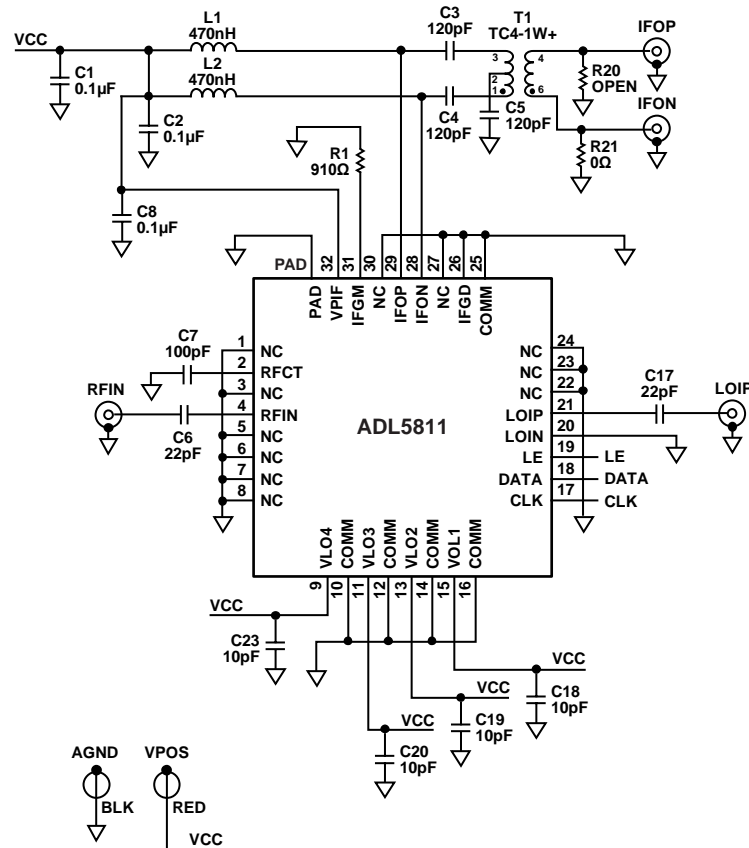 VCC
L1
470nH
L2
470nH
C3
120pF
T1
TC4-1W+
3
2
1
4
6
IFOP
R20
OPEN
IFON
R21
0Ω
C1
0.1µF
C2
0.1µF
C4
120pF
C5
120pF
R1
910Ω
C8
0.1µF
PAD
32
31
30
29
28
27
26
25
PAD
VPIF
IFGM
NC
IFOP
IFON
NC
IFGD
COMM
C7
100pF
RFIN
C6
22pF
1
NC
2
RFCT
3
NC
4
RFIN
5
NC
6
NC
7
NC
8
NC
ADL5811
24
NC
23
NC
22
NC
21
LOIP
20
LOIN
19
LE
LE
18
DATA
DATA
17
CLK
CLK
C17
22pF
LOIP
VLO4
COMM
VLO3
COMM
VLO2
COMM
VOL1
COMM
9
10
11
12
13
14
15
16
VCC
C23
10pF
VCC
C18
10pF
VCC
C19
10pF
VCC
C20
10pF
AGND
BLK
VPOS
RED
VCC